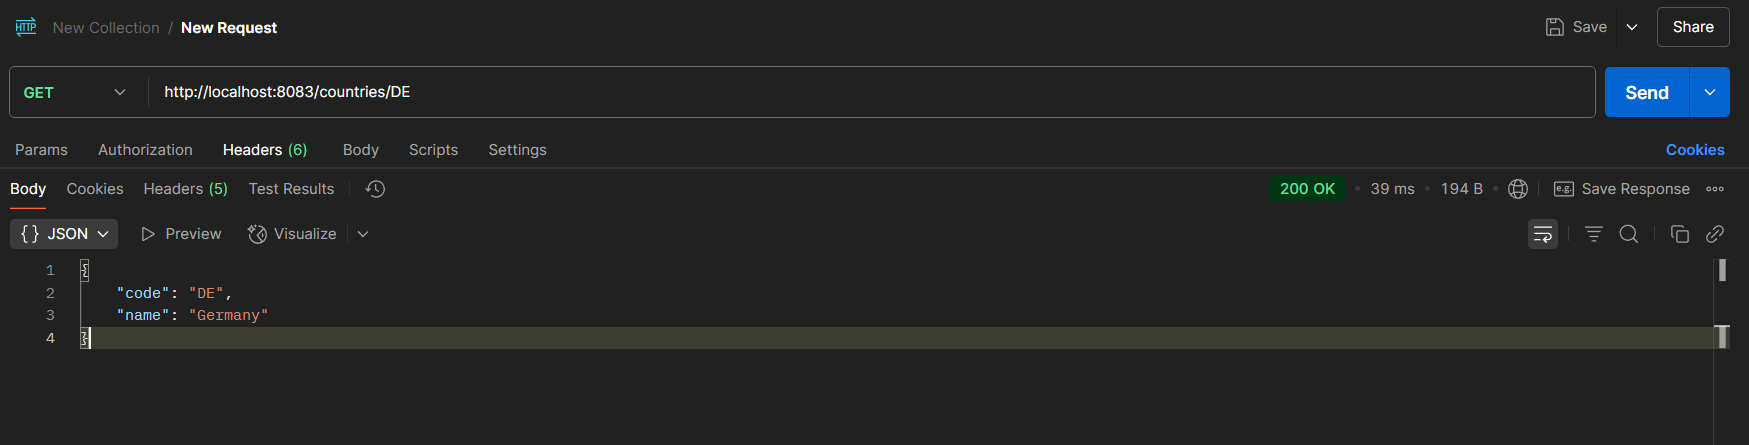 HTTP New Collection / New Request Save Share
GET http://localhost:8083/countries/DE Send
Params Authorization Headers (6) Body Scripts Settings Cookies
Body Cookies Headers (5) Test Results 200 OK • 39 ms • 194 B • e.g. Save Response
{} JSON Preview Visualize
1 {
2 "code": "DE",
3 "name": "Germany"
4 }